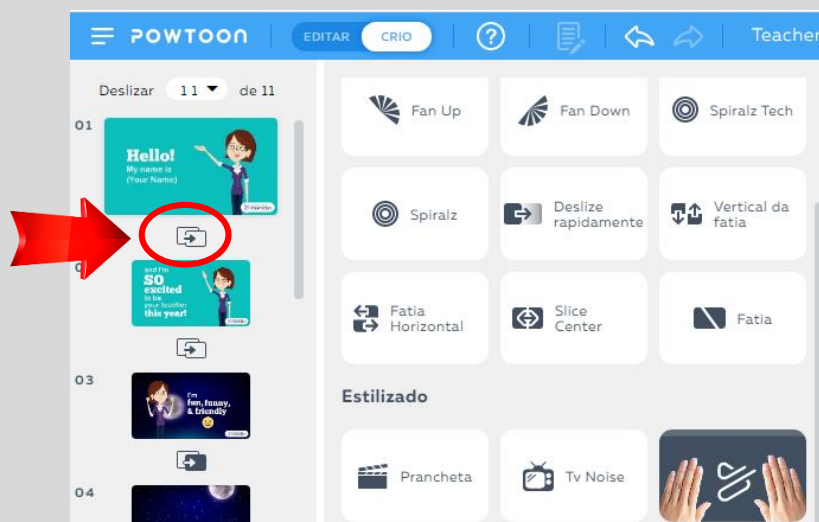 POWTOON
EDITAR CRIO ? Teacher
Deslizar 11 de 11
01
Hello!
My name is
(Your Name)
and I'm
SO
excited
to be
your teacher
this year!
03
I'm
fun, funny,
& friendly
04
Fan Up
Fan Down
Spiralz Tech
Spiralz
Deslize
rapidamente
Vertical da
fatia
Fatia
Horizontal
Slice
Center
Fatia
Estilizado
Prancheta
Tv Noise